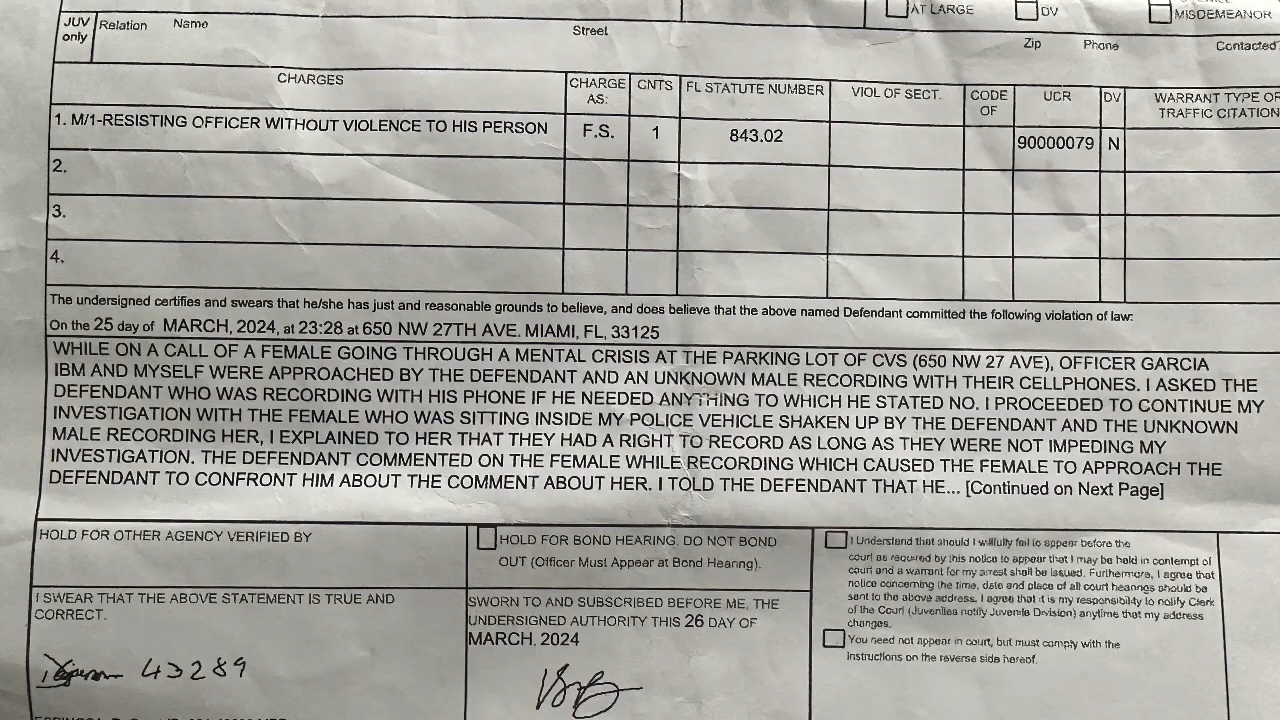 AT LARGE DV MISDEMEANOR
JUV only Relation Name Street Zip Phone Contacted
CHARGES CHARGE AS: CNTS FL STATUTE NUMBER VIOL OF SECT. CODE OF UCR DV WARRANT TYPE OR TRAFFIC CITATION
1. M/1-RESISTING OFFICER WITHOUT VIOLENCE TO HIS PERSON F.S. 1 843.02 90000079 N
2.
3.
4.
The undersigned certifies and swears that he/she has just and reasonable grounds to believe, and does believe that the above named Defendant committed the following violation of law:
On the 25 day of MARCH, 2024, at 23:28 at 650 NW 27TH AVE. MIAMI, FL, 33125
WHILE ON A CALL OF A FEMALE GOING THROUGH A MENTAL CRISIS AT THE PARKING LOT OF CVS (650 NW 27 AVE), OFFICER GARCIA
IBM AND MYSELF WERE APPROACHED BY THE DEFENDANT AND AN UNKNOWN MALE RECORDING WITH THEIR CELLPHONES. I ASKED THE
DEFENDANT WHO WAS RECORDING WITH HIS PHONE IF HE NEEDED ANYTHING TO WHICH HE STATED NO. I PROCEEDED TO CONTINUE MY
INVESTIGATION WITH THE FEMALE WHO WAS SITTING INSIDE MY POLICE VEHICLE SHAKEN UP BY THE DEFENDANT AND THE UNKNOWN
MALE RECORDING HER, I EXPLAINED TO HER THAT THEY HAD A RIGHT TO RECORD AS LONG AS THEY WERE NOT IMPEDING MY
INVESTIGATION. THE DEFENDANT COMMENTED ON THE FEMALE WHILE RECORDING WHICH CAUSED THE FEMALE TO APPROACH THE
DEFENDANT TO CONFRONT HIM ABOUT THE COMMENT ABOUT HER. I TOLD THE DEFENDANT THAT HE... [Continued on Next Page]
HOLD FOR OTHER AGENCY VERIFIED BY
I SWEAR THAT THE ABOVE STATEMENT IS TRUE AND
CORRECT.
43289
HOLD FOR BOND HEARING. DO NOT BOND
OUT (Officer Must Appear at Bond Hearing).
SWORN TO AND SUBSCRIBED BEFORE ME, THE
UNDERSIGNED AUTHORITY THIS 26 DAY OF
MARCH, 2024
I Understand that should I willfully fail to appear before the
court as required by this notice to appear that I may be held in contempt of
court and a warrant for my arrest shall be issued. Furthermore, I agree that
notice concerning the time, date and place of all court hearings should be
sent to the above address. I agree that it is my responsibility to notify Clerk
of the Court (Juveniles notify Juvenile Division) anytime that my address
changes.
You need not appear in court, but must comply with the
instructions on the reverse side hereof.